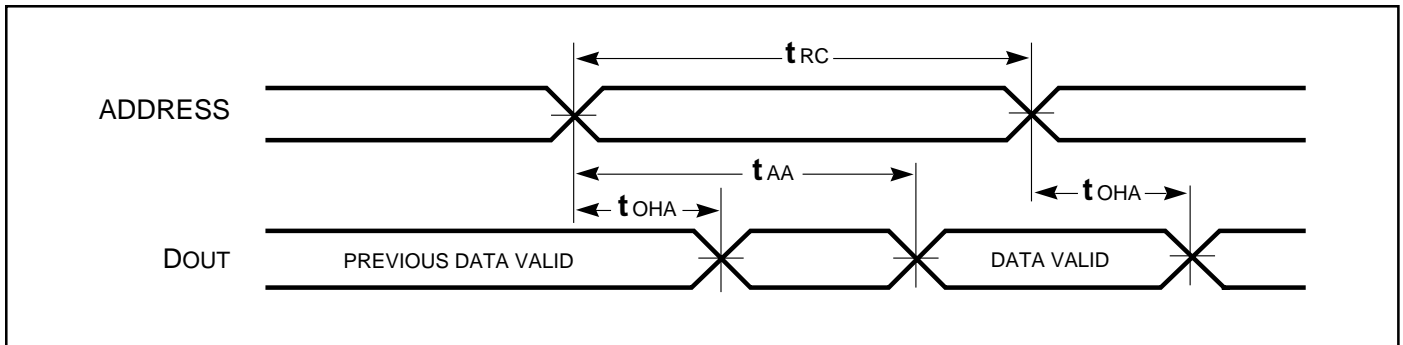 tRC
ADDRESS
tAA
tOHA
tOHA
DOUT
PREVIOUS DATA VALID
DATA VALID